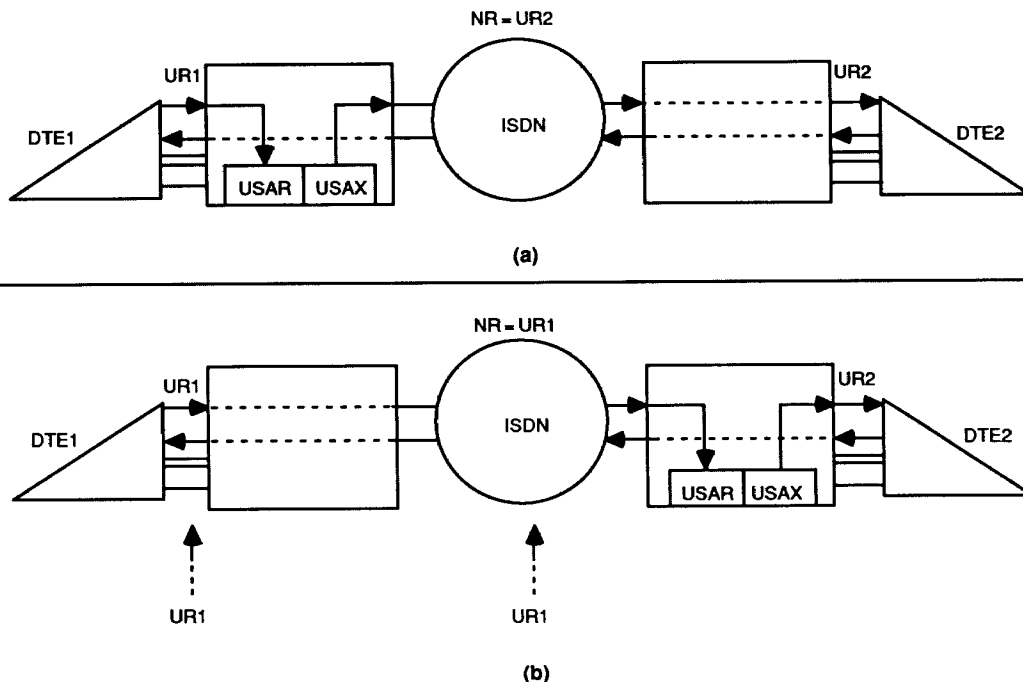 NR = UR2
UR1
UR2
DTE1
ISDN
DTE2
USAR
USAX
(a)
NR = UR1
UR1
UR2
DTE1
ISDN
DTE2
USAR
USAX
UR1
UR1
(b)